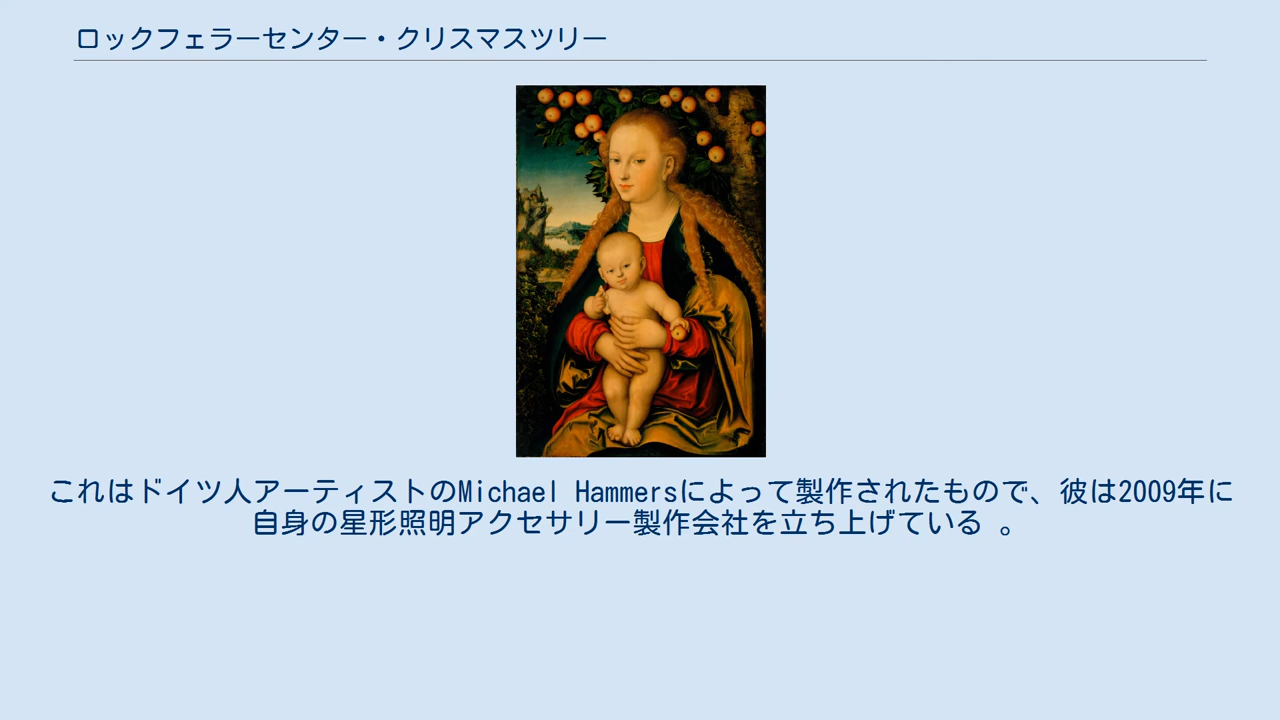 ロックフェラーセンター・クリスマスツリー
これはドイツ人アーティストのMichael Hammersによって製作されたもので、彼は2009年に
自身の星形照明アクセサリー製作会社を立ち上げている 。